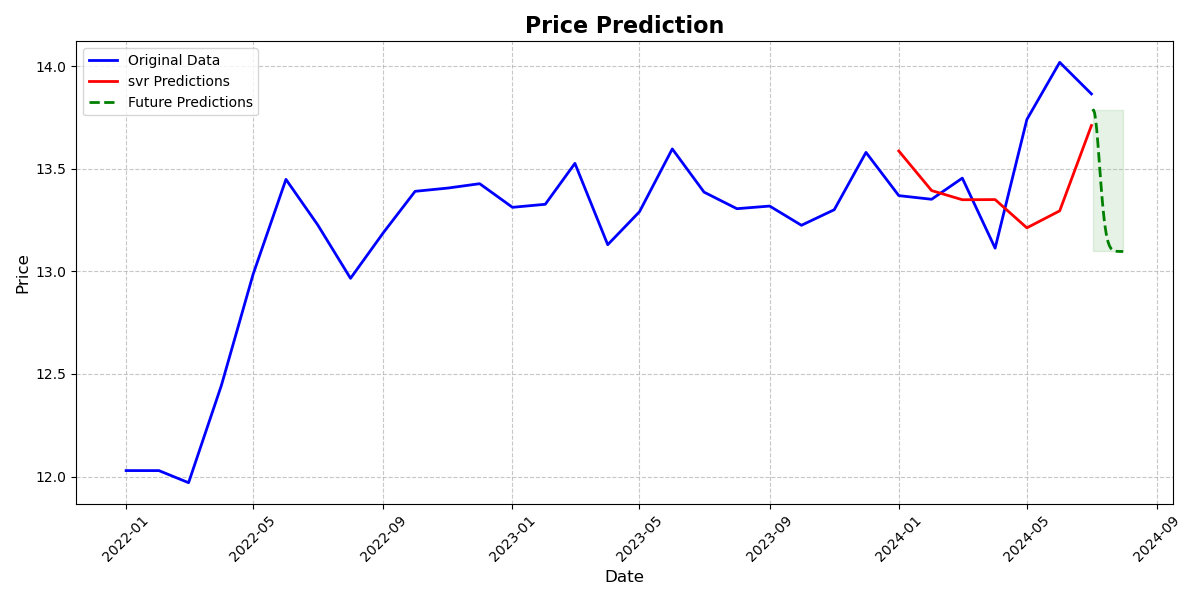 Price Prediction
Original Data
svr Predictions
Future Predictions
Price
14.0
13.5
13.0
12.5
12.0
2022-01
2022-05
2022-09
2023-01
2023-05
2023-09
2024-01
2024-05
2024-09
Date